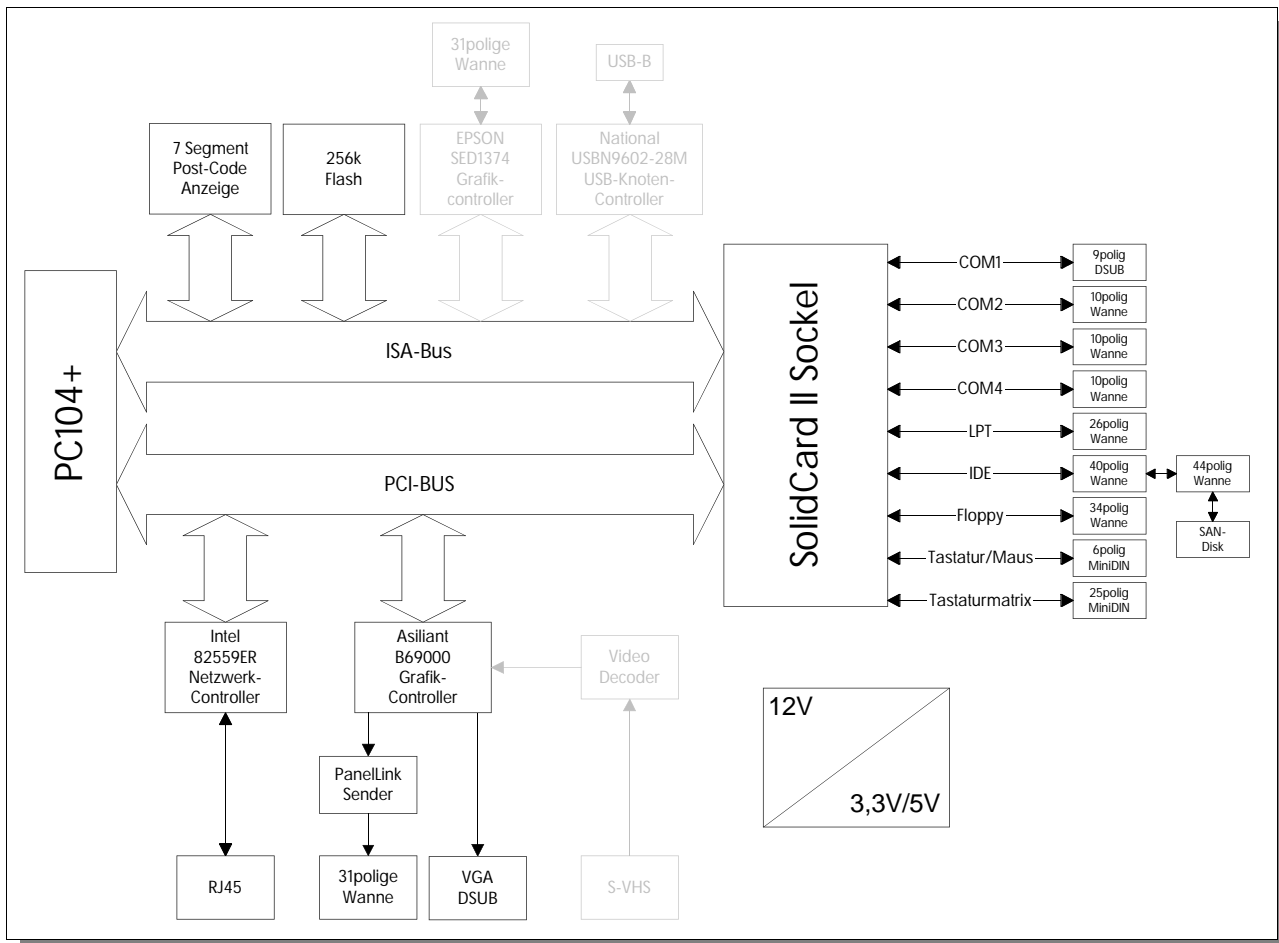 31polige
Wanne
USB-B
7 Segment
Post-Code
Anzeige
256k
Flash
EPSON
SED1374
Grafik-
controller
National
USBN9602-28M
USB-Knoten-
Controller
PC104+
ISA-Bus
PCI-BUS
SolidCard II Sockel
COM1
9polig
DSUB
COM2
10polig
Wanne
COM3
10polig
Wanne
COM4
10polig
Wanne
LPT
26polig
Wanne
IDE
40polig
Wanne
44polig
Wanne
Floppy
34polig
Wanne
SAN-
Disk
Tastatur/Maus
6polig
MiniDIN
Tastaturmatrix
25polig
MiniDIN
Intel
82559ER
Netzwerk-
Controller
Asiliant
B69000
Grafik-
Controller
Video
Decoder
12V
3,3V/5V
PanelLink
Sender
RJ45
31polige
Wanne
VGA
DSUB
S-VHS